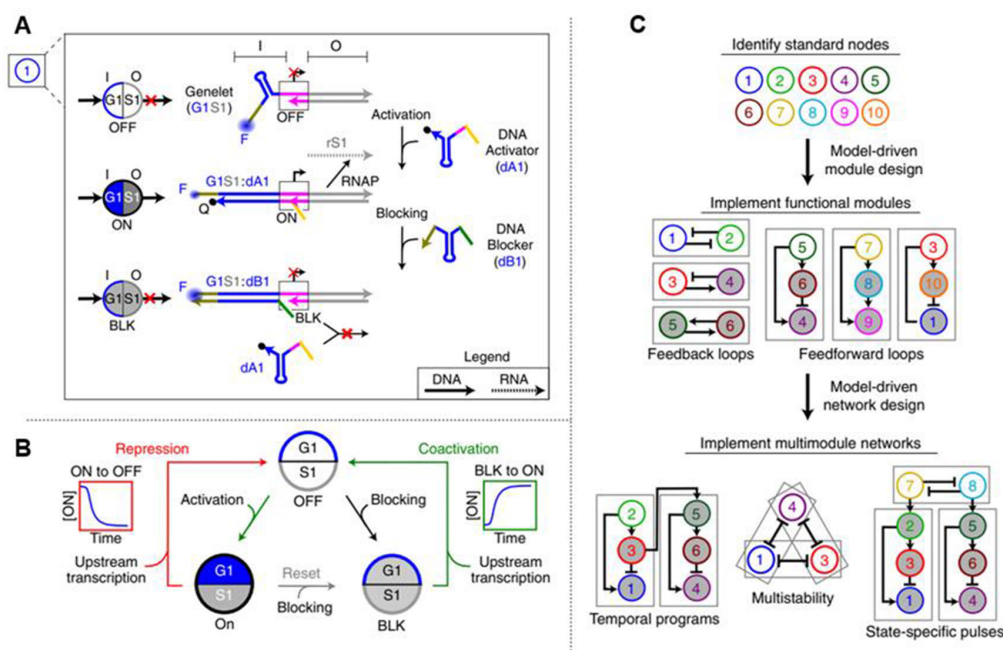 A
1
I O
G1 S1
OFF
I O
Genelet
(G1S1)
F
OFF
Activation
DNA
Activator
(dA1)
rS1
RNAP
I O
G1 S1
ON
F
G1S1:dA1
Q
ON
Blocking
DNA
Blocker
(dB1)
I O
G1 S1
BLK
F
G1S1:dB1
BLK
dA1
Legend
DNA RNA
B
Repression
Coactivation
ON to OFF
[ON]
Time
Upstream
transcription
G1
S1
OFF
Activation
Blocking
BLK to ON
[ON]
Time
Upstream
transcription
G1
S1
On
Reset
Blocking
G1
S1
BLK
C
Identify standard nodes
1 2 3 4 5
6 7 8 9 10
Model-driven
module design
Implement functional modules
1 2
3 4
5 6
Feedback loops
5
6
4
7
8
9
3
10
1
Feedforward loops
Model-driven
network design
Implement multimodule networks
2
3
1
5
6
4
Temporal programs
4
1 3
Multistability
7 8
2
3
1
5
6
4
State-specific pulses